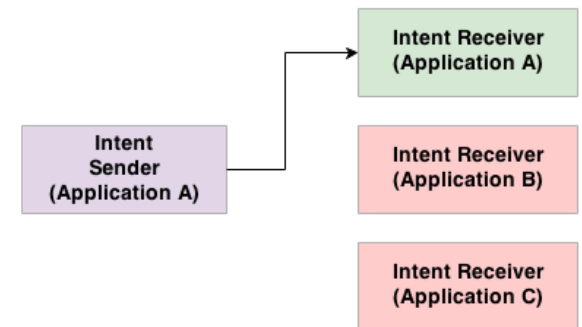 Intent Receiver
(Application A)
Intent
Sender
(Application A)
Intent Receiver
(Application B)
Intent Receiver
(Application C)